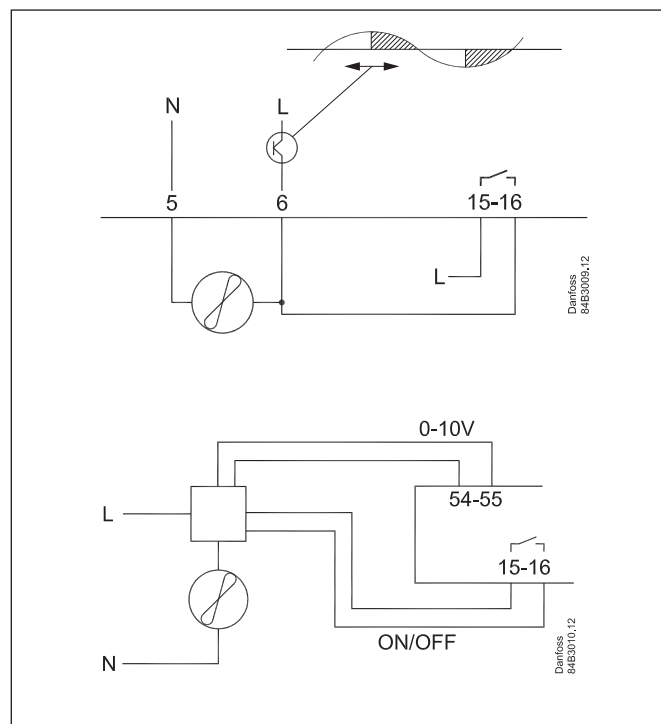 N
L
5
6
15-16
L
Danfoss
84B3009.12
0-10V
54-55
L
15-16
ON/OFF
N
Danfoss
84B3010.12